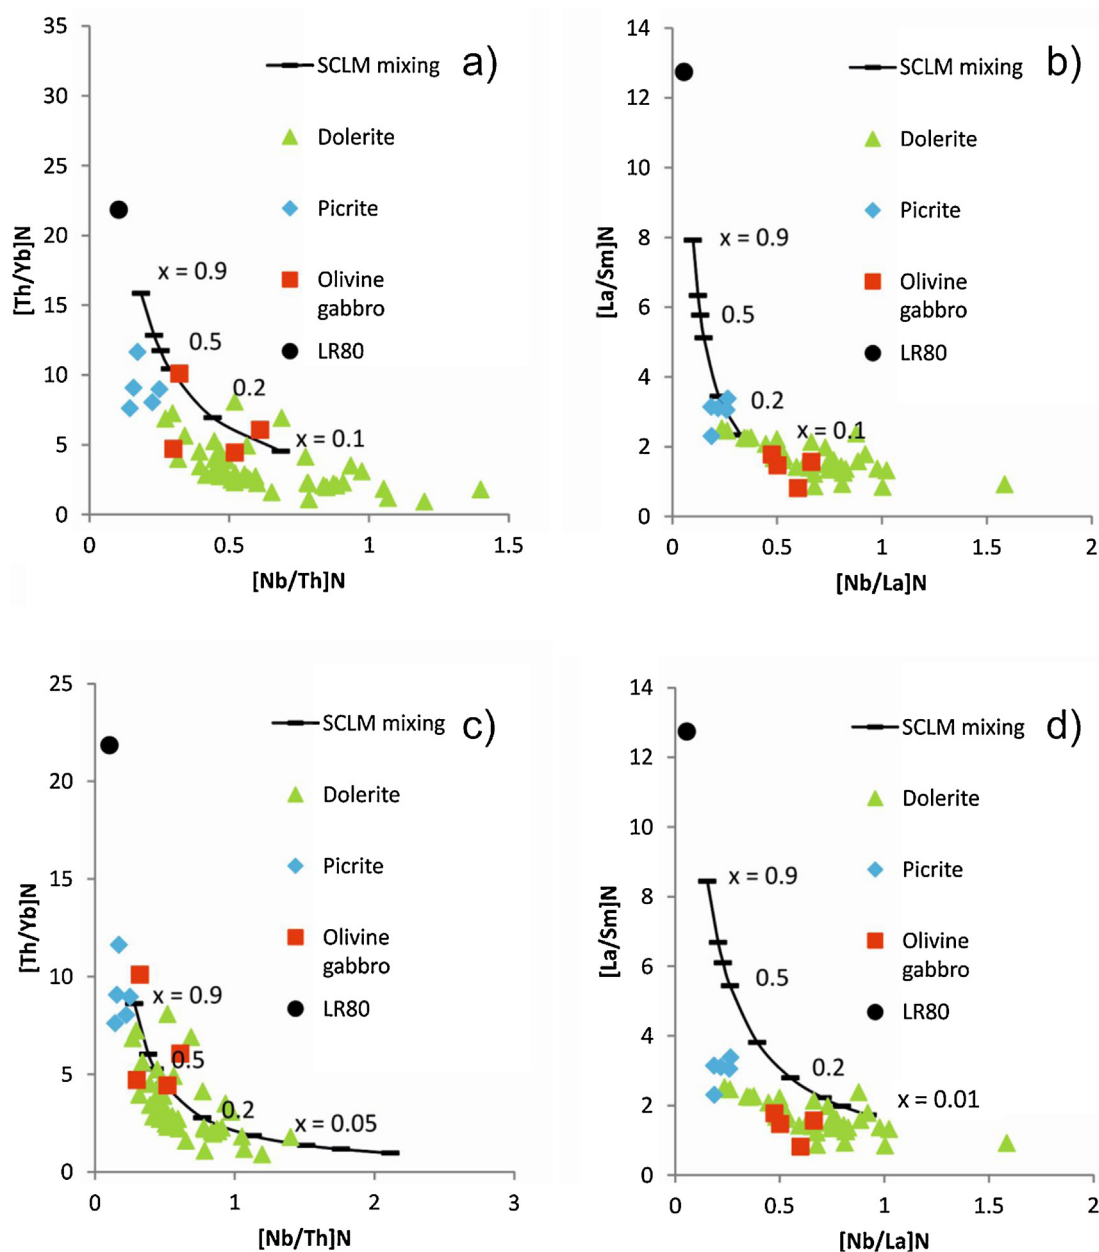 a)
SCLM mixing
Dolerite
Picrite
Olivine
gabbro
LR80
[Th/Yb]N
35
30
25
20
15
10
5
0
x = 0.9
0.5
0.2
x = 0.1
0 0.5 1 1.5
[Nb/Th]N
b)
SCLM mixing
Dolerite
Picrite
Olivine
gabbro
LR80
[La/Sm]N
14
12
10
8
6
4
2
0
x = 0.9
0.5
0.2
x = 0.1
0 0.5 1 1.5 2
[Nb/La]N
c)
SCLM mixing
Dolerite
Picrite
Olivine
gabbro
LR80
[Th/Yb]N
25
20
15
10
5
0
x = 0.9
0.5
0.2
x = 0.05
0 1 2 3
[Nb/Th]N
d)
SCLM mixing
Dolerite
Picrite
Olivine
gabbro
LR80
[La/Sm]N
14
12
10
8
6
4
2
0
x = 0.9
0.5
0.2
x = 0.01
0 0.5 1 1.5 2
[Nb/La]N